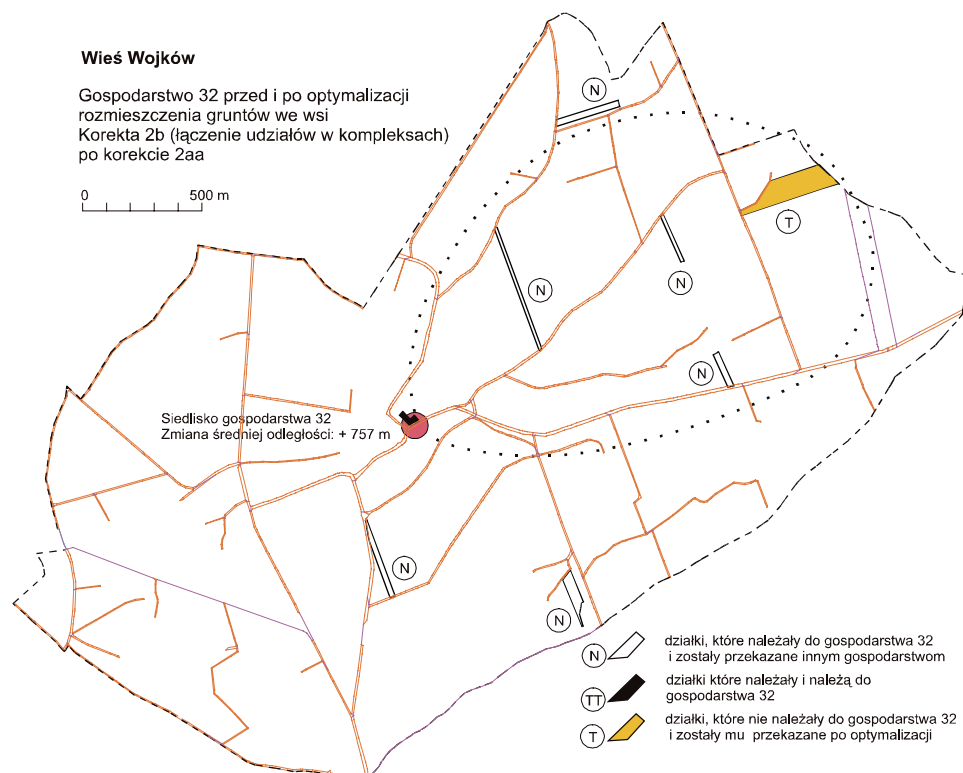 Wieś Wojków
Gospodarstwo 32 przed i po optymalizacji
rozmieszczenia gruntów we wsi
Korekta 2b (łączenie udziałów w kompleksach)
po korekcie 2aa
0 500 m
N
T
N
N
N
Siedlisko gospodarstwa 32
Zmiana średniej odległości: + 757 m
N
N
N działki, które należały do gospodarstwa 32
i zostały przekazane innym gospodarstwom
TT działki które należały i należą do
gospodarstwa 32
T działki, które nie należały do gospodarstwa 32
i zostały mu przekazane po optymalizacji